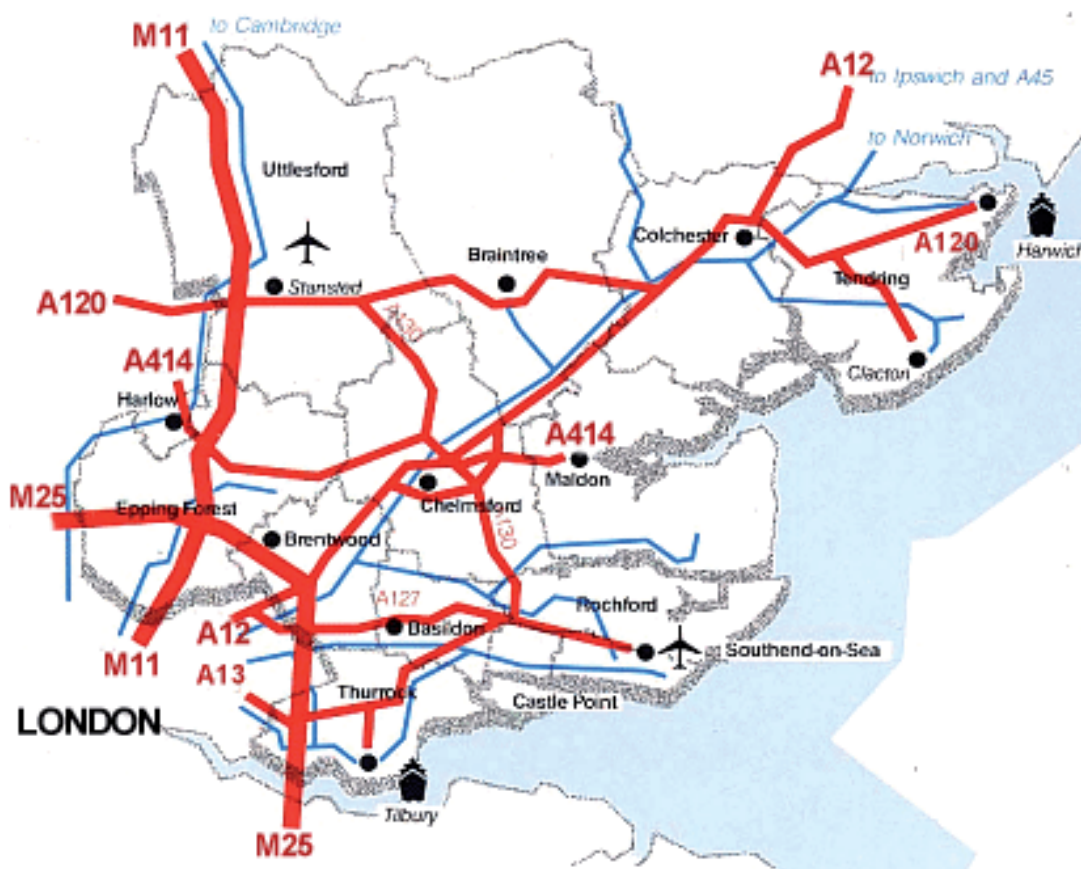 M11
to Cambridge
A12
to Ipswich and A45
to Norwich
Uttlesford
Colchester
Braintree
A120
Harwich
Stansted
Tendring
A120
A130
A414
Clacton
Harlow
A414
Maldon
M25
Epping Forest
Chelmsford
A130
Brentwood
A127
Rochford
A12
Basildon
M11
Southend-on-Sea
A13
Thurrock
Castle Point
LONDON
Tilbury
M25